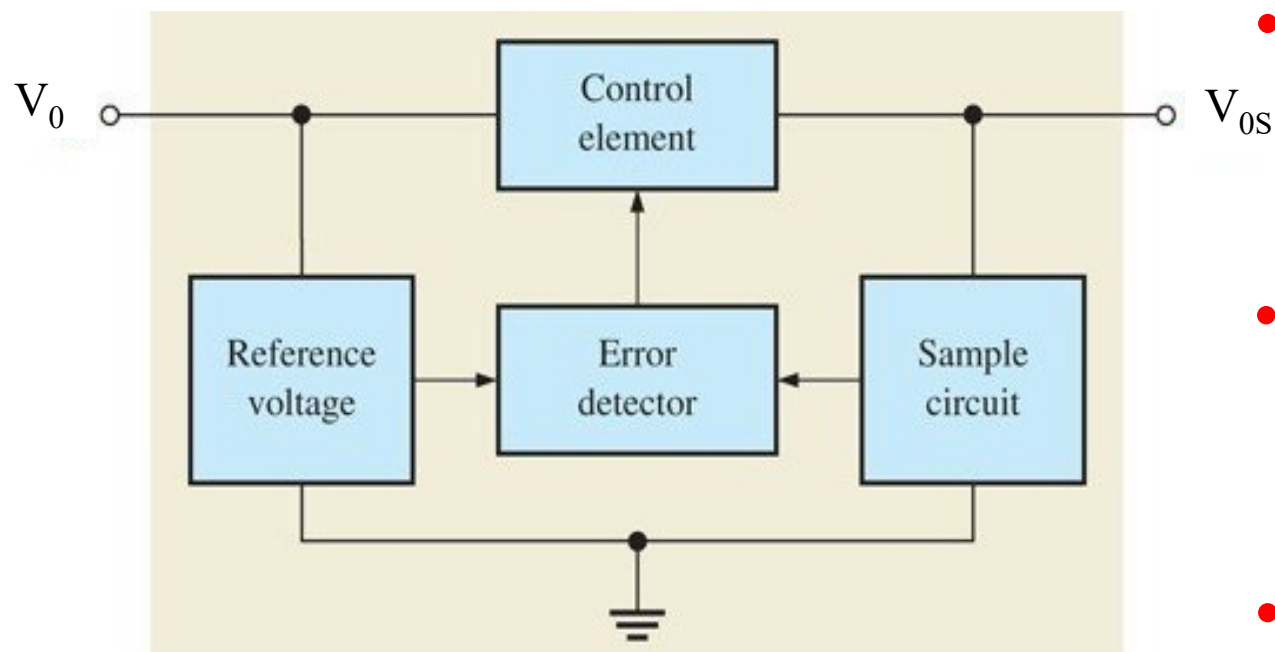 Control
element
V₀
V₀S
Reference
voltage
Error
detector
Sample
circuit